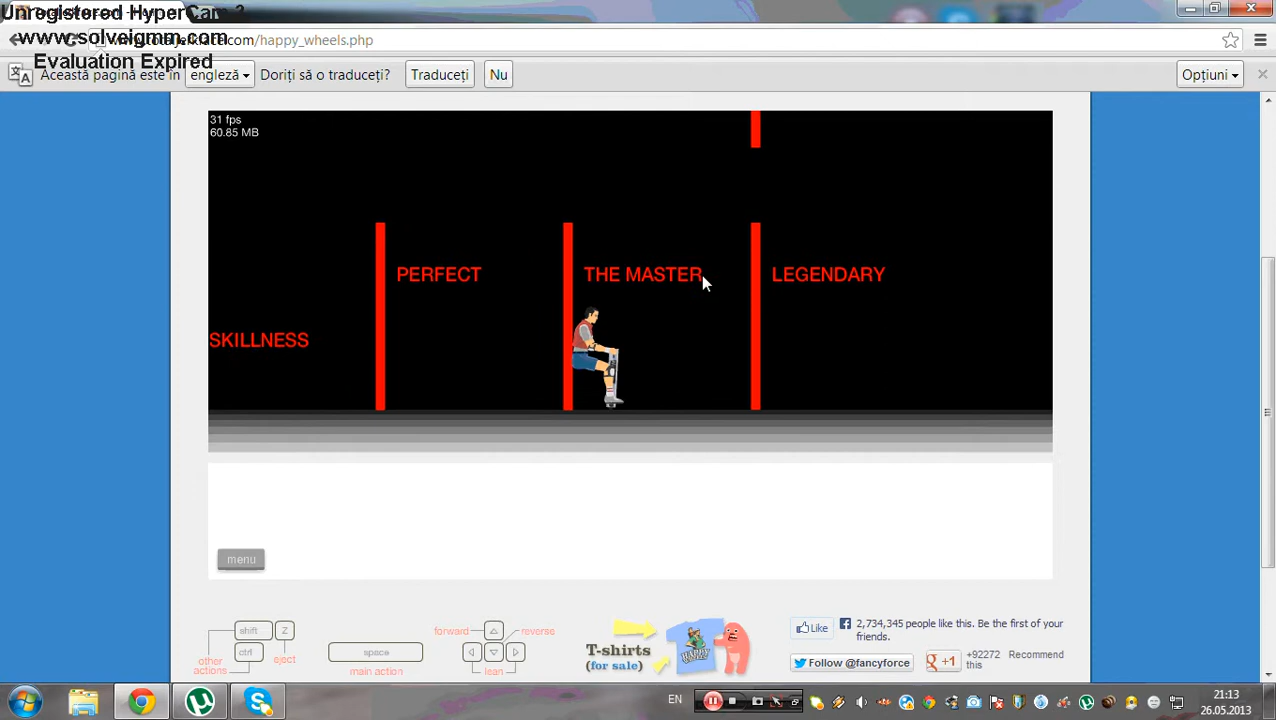 Unregistered HyperCam 2
www.solveigmm.com
Evaluation Expired
www.totaljerkface.com/happy_wheels.php
Această pagină este în engleză Doriți să o traduceți? Traduceți Nu Opțiuni
31 fps
60.85 MB
PERFECT THE MASTER LEGENDARY
SKILLNESS
menu
shift Z
ctrl
other
actions
eject
space
main action
forward reverse
lean
T-shirts
(for sale)
HAPPY
Like 2,734,345 people like this. Be the first of your
friends.
Follow @fancyforce
+1 +92272 Recommend
this
EN
21:13
26.05.2013